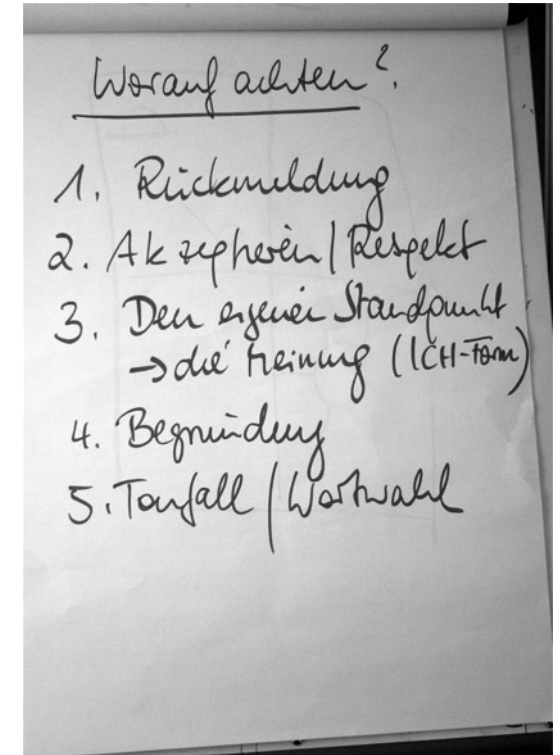 Worauf achten?
1. Rückmeldung
2. Akzeptieren / Respekt
3. Den eigenen Standpunkt
→ die Meinung (ICH-Form)
4. Begründung
5. Tonfall / Wortwahl